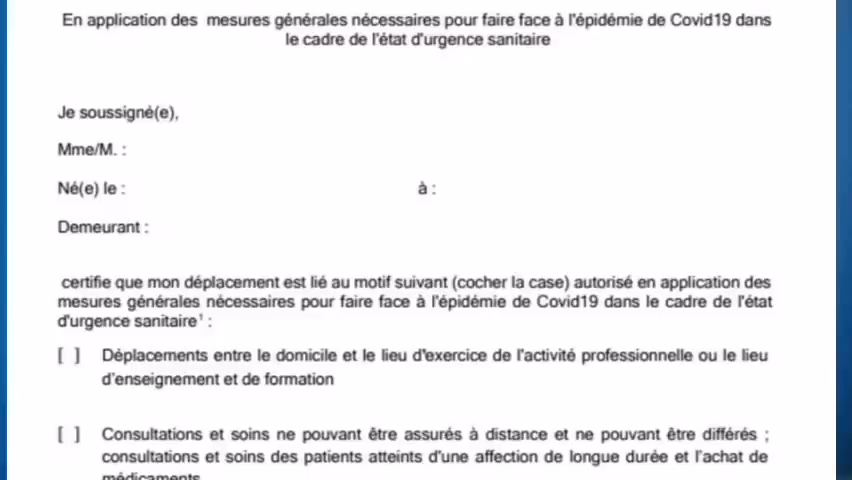 En application des mesures générales nécessaires pour faire face à l'épidémie de Covid19 dans
le cadre de l'état d'urgence sanitaire
Je soussigné(e),
Mme/M. :
Né(e) le : à :
Demeurant :
certifie que mon déplacement est lié au motif suivant (cocher la case) autorisé en application des
mesures générales nécessaires pour faire face à l'épidémie de Covid19 dans le cadre de l'état
d'urgence sanitaire¹ :
[ ] Déplacements entre le domicile et le lieu d'exercice de l'activité professionnelle ou le lieu
d'enseignement et de formation
[ ] Consultations et soins ne pouvant être assurés à distance et ne pouvant être différés ;
consultations et soins des patients atteints d'une affection de longue durée et l'achat de
médicaments